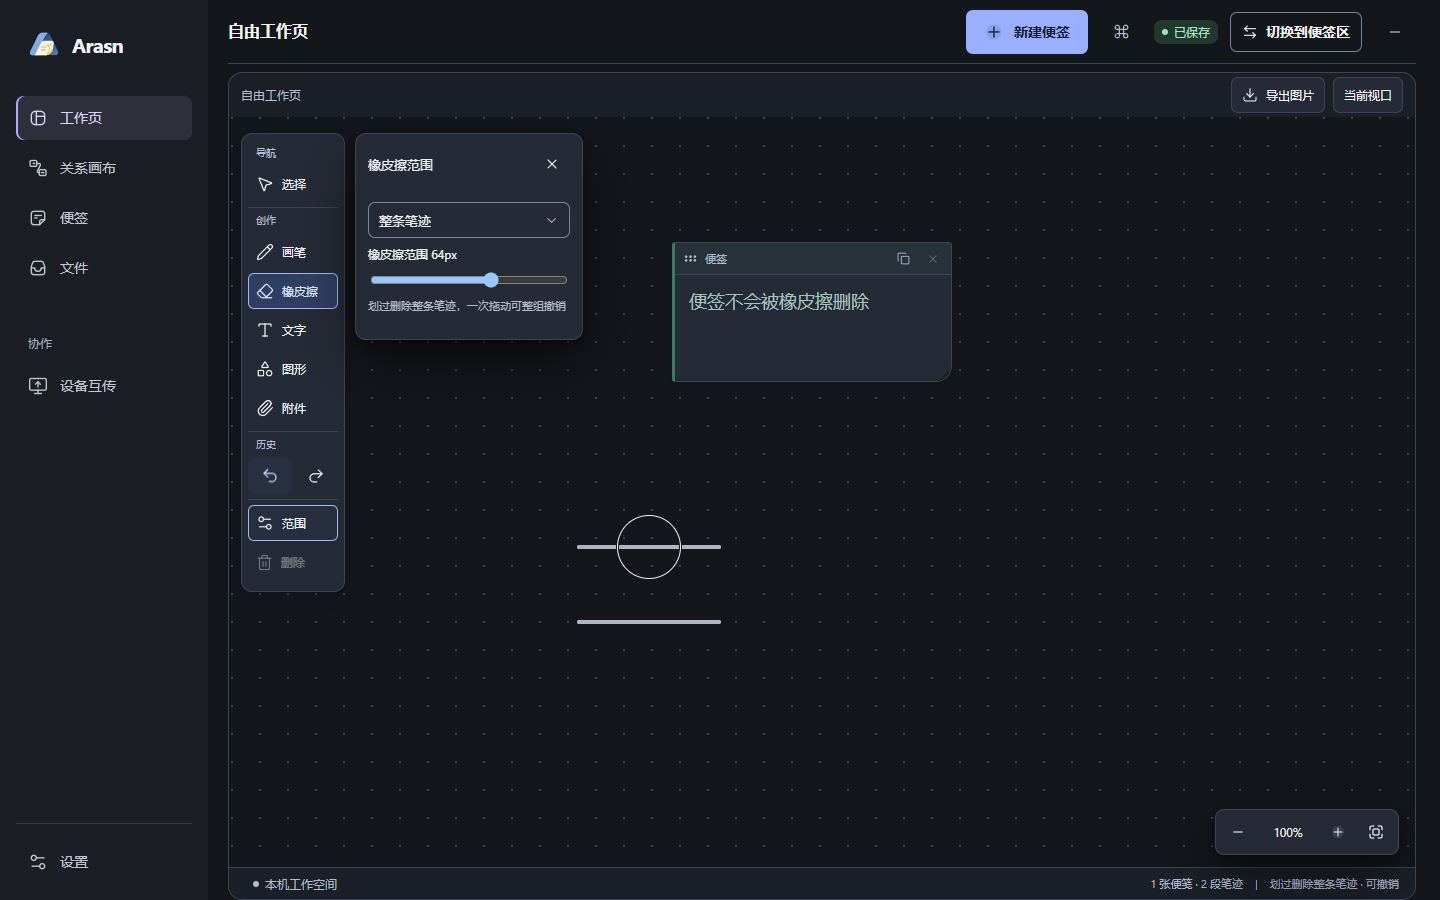 Arasn
工作页
关系画布
便签
文件
协作
设备互传
设置
自由工作页
新建便签
已保存
切换到便签区
自由工作页
导出图片
当前视口
导航
选择
创作
画笔
橡皮擦
文字
图形
附件
历史
范围
删除
橡皮擦范围
整条笔迹
橡皮擦范围 64px
划过删除整条笔迹，一次拖动可整组撤销
便签
便签不会被橡皮擦删除
100%
本机工作空间
1 张便笺 · 2 段笔迹 | 划过删除整条笔迹 · 可撤销